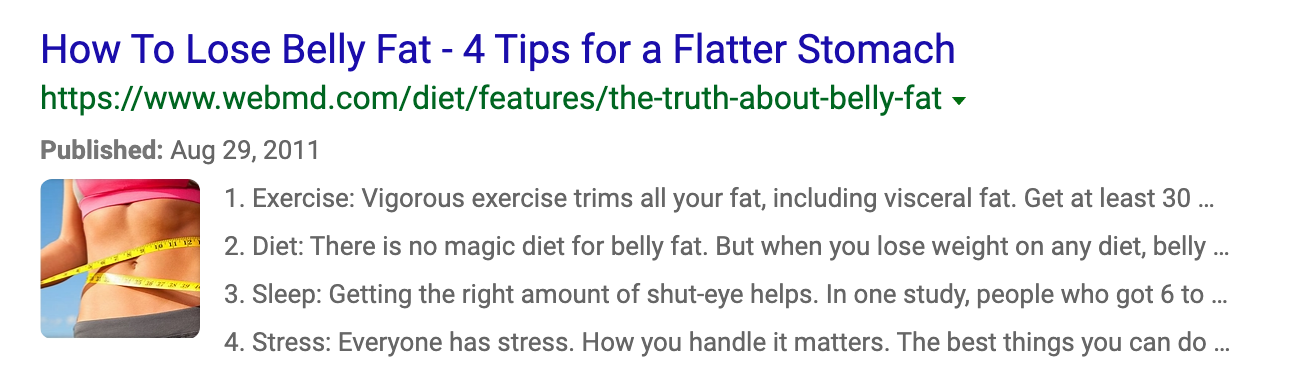 How To Lose Belly Fat - 4 Tips for a Flatter Stomach
https://www.webmd.com/diet/features/the-truth-about-belly-fat
Published: Aug 29, 2011
1. Exercise: Vigorous exercise trims all your fat, including visceral fat. Get at least 30 ...
2. Diet: There is no magic diet for belly fat. But when you lose weight on any diet, belly ...
3. Sleep: Getting the right amount of shut-eye helps. In one study, people who got 6 to ...
4. Stress: Everyone has stress. How you handle it matters. The best things you can do ...